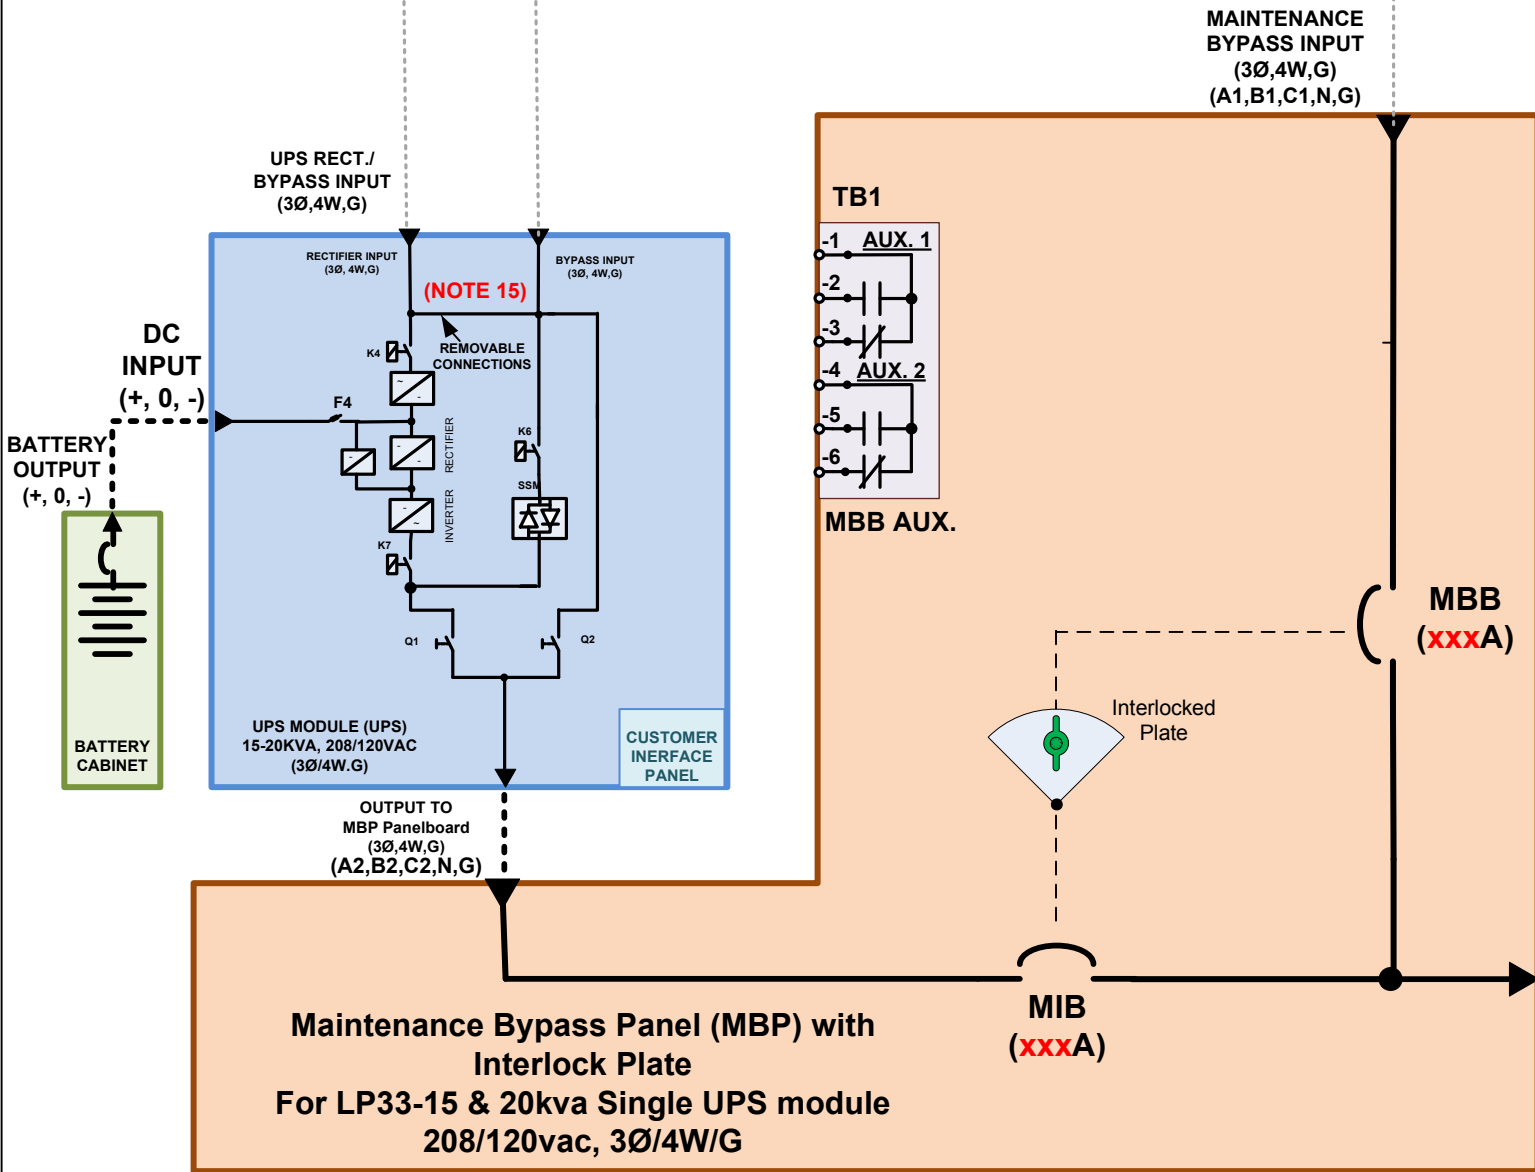 MAINTENANCE
BYPASS INPUT
(3Ø,4W,G)
(A1,B1,C1,N,G)
UPS RECT./
BYPASS INPUT
(3Ø,4W,G)
TB1
RECTIFIER INPUT
(3Ø, 4W,G)
BYPASS INPUT
(3Ø, 4W,G)
-1 AUX. 1
-2
-3
-4 AUX. 2
-5
-6
MBB AUX.
(NOTE 15)
REMOVABLE
CONNECTIONS
K4
DC
INPUT
(+, 0, -)
F4
BATTERY
OUTPUT
(+, 0, -)
RECTIFIER
K6
SSM
INVERTER
K7
Q1
Q2
MBB
(xxxA)
Interlocked
Plate
BATTERY
CABINET
UPS MODULE (UPS)
15-20KVA, 208/120VAC
(3Ø/4W.G)
CUSTOMER
INERFACE
PANEL
OUTPUT TO
MBP Panelboard
(3Ø,4W,G)
(A2,B2,C2,N,G)
MIB
(xxxA)
Maintenance Bypass Panel (MBP) with
Interlock Plate
For LP33-15 & 20kva Single UPS module
208/120vac, 3Ø/4W/G